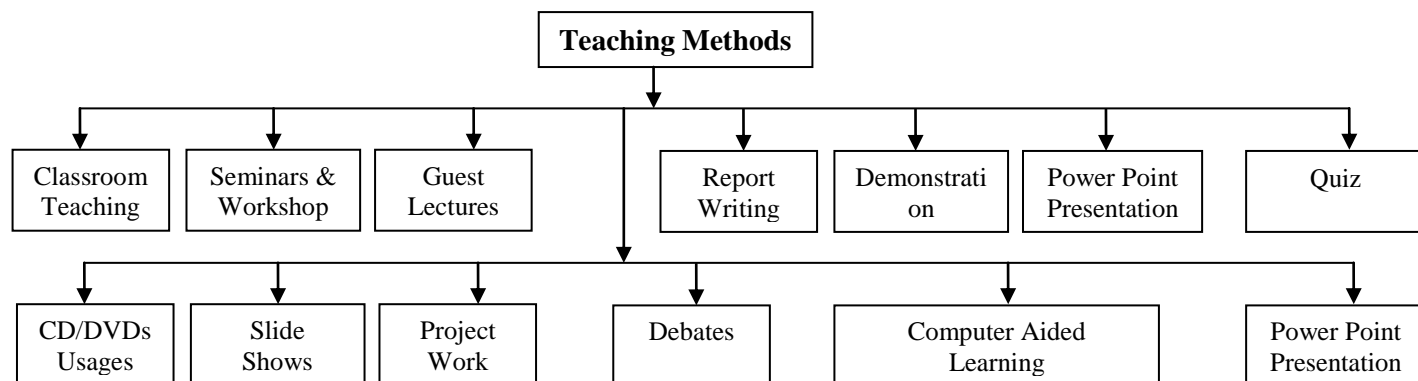 Teaching Methods
Classroom
Teaching
Seminars &
Workshop
Guest
Lectures
Report
Writing
Demonstrati
on
Power Point
Presentation
Quiz
CD/DVDs
Usages
Slide
Shows
Project
Work
Debates
Computer Aided
Learning
Power Point
Presentation